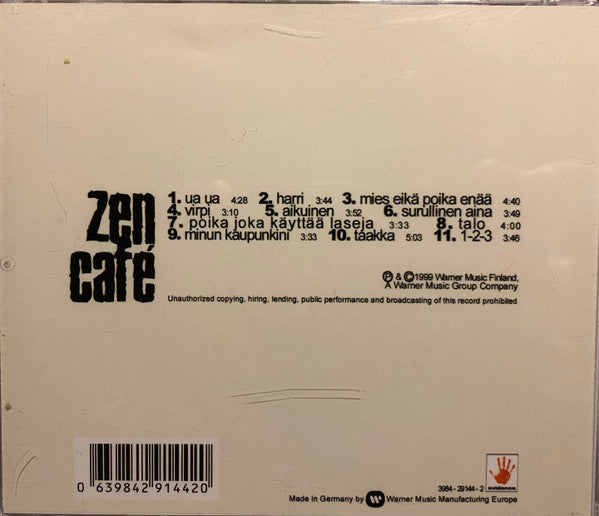 zen
café
1. ua ua 4:28 2. harri 3:44 3. mies eikä poika enää 4:40
4. virpi 3:10 5. aikuinen 3:52 6. surullinen aina 3:49
7. poika joka käyttää laseja 3:33 8. talo 4:00
9. minun kaupunkini 3:33 10. taakka 5:03 11. 1-2-3 3:46
Ⓟ & ©1999 Warner Music Finland,
A Warner Music Group Company
Unauthorized copying, hiring, lending, public performance and broadcasting of this record prohibited
0 639842 914420
evidence
3984 - 29144 - 2
Made in Germany by Warner Music Manufacturing Europe